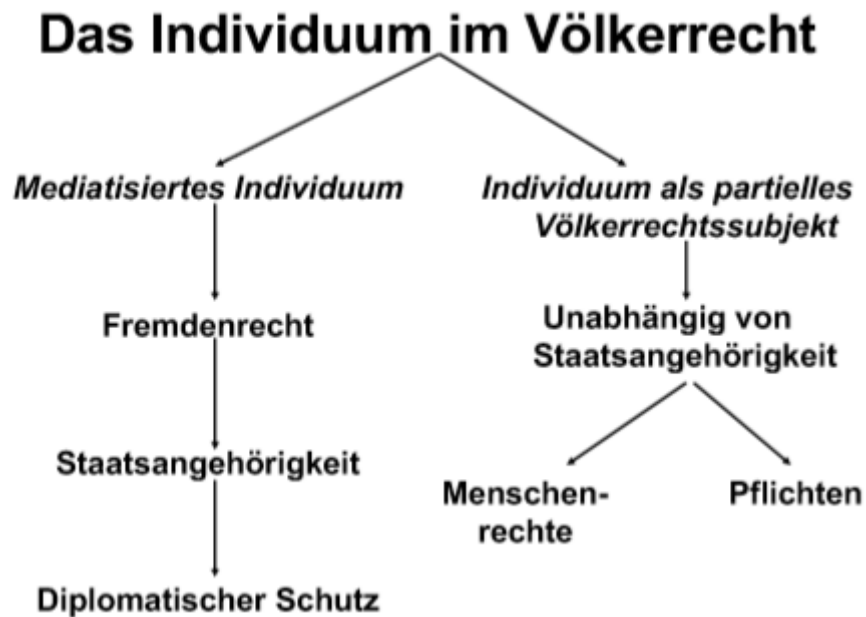 Das Individuum im Völkerrecht
Mediatisiertes Individuum
Fremdenrecht
Staatsangehörigkeit
Diplomatischer Schutz
Individuum als partielles
Völkerrechtssubjekt
Unabhängig von
Staatsangehörigkeit
Menschen-
rechte
Pflichten